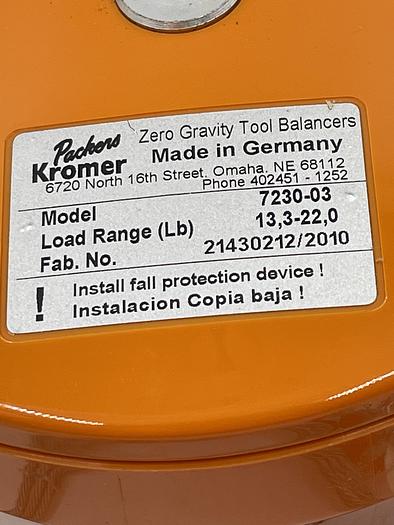 Packers
Kromer
Zero Gravity Tool Balancers
Made in Germany
6720 North 16th Street, Omaha, NE 68112
Phone 402451 - 1252
Model 7230-03
Load Range (Lb) 13,3-22,0
Fab. No. 21430212/2010
! Install fall protection device !
Instalacion Copia baja !